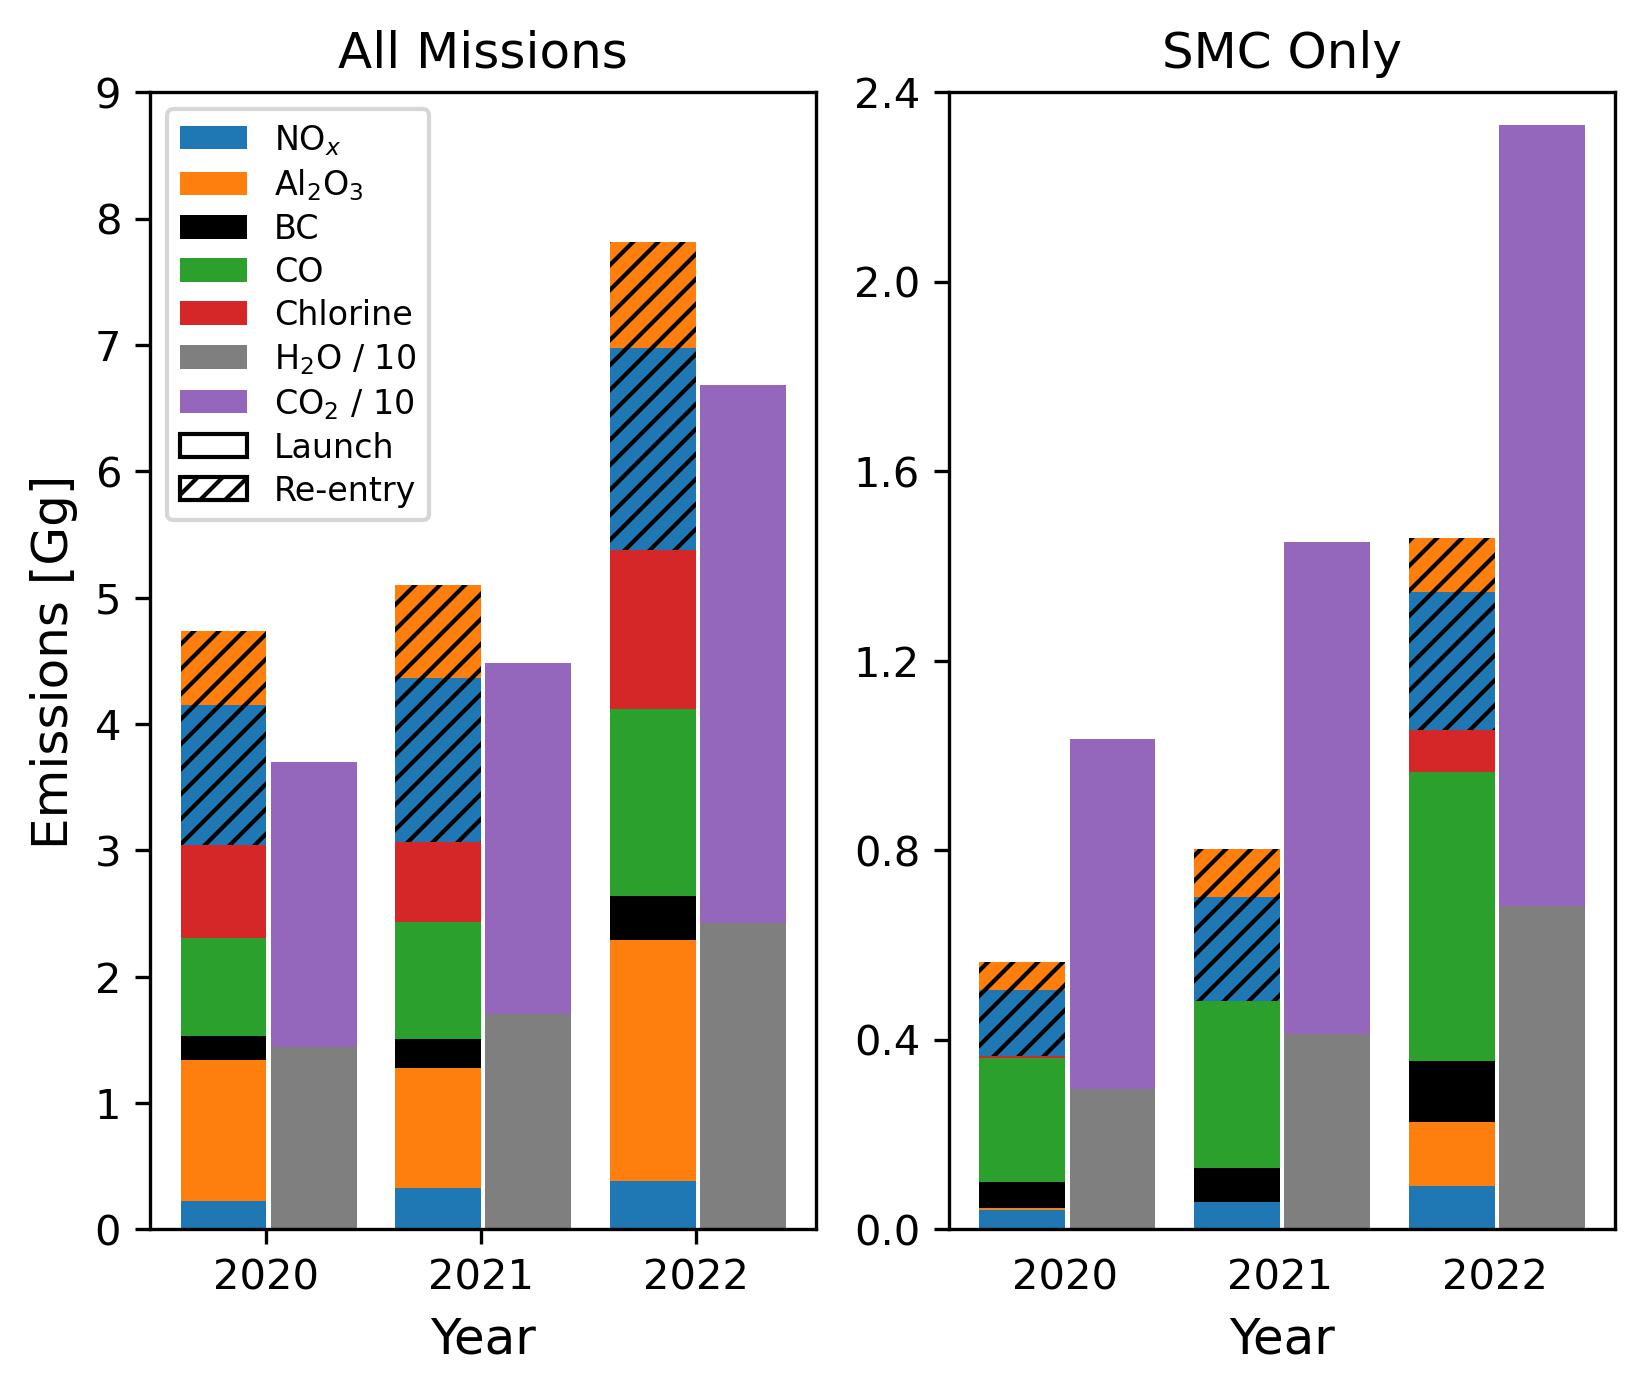 All Missions
SMC Only
Emissions [Gg]
9
8
7
6
5
4
3
2
1
0
NOₓ
Al₂O₃
BC
CO
Chlorine
H₂O / 10
CO₂ / 10
Launch
Re-entry
2020 2021 2022
Year
2.4
2.0
1.6
1.2
0.8
0.4
0.0
2020 2021 2022
Year